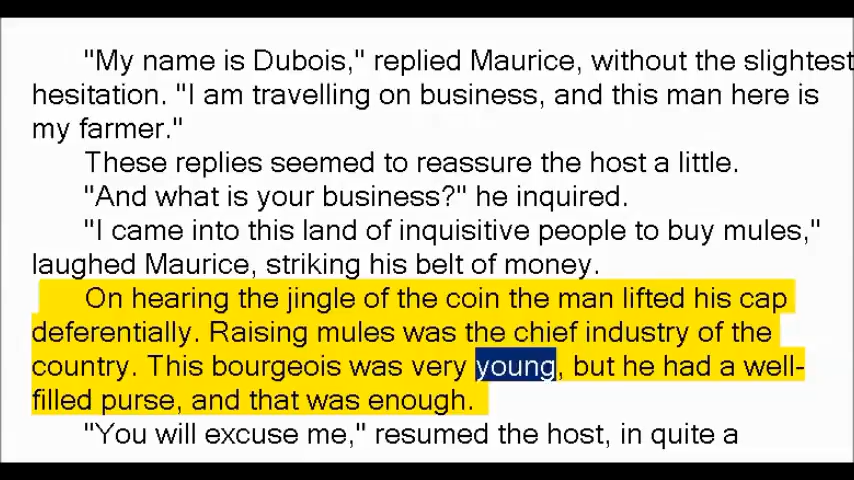 "My name is Dubois," replied Maurice, without the slightest
hesitation. "I am travelling on business, and this man here is
my farmer."
These replies seemed to reassure the host a little.
"And what is your business?" he inquired.
"I came into this land of inquisitive people to buy mules,"
laughed Maurice, striking his belt of money.
On hearing the jingle of the coin the man lifted his cap
deferentially. Raising mules was the chief industry of the
country. This bourgeois was very young, but he had a well-
filled purse, and that was enough.
"You will excuse me," resumed the host, in quite a